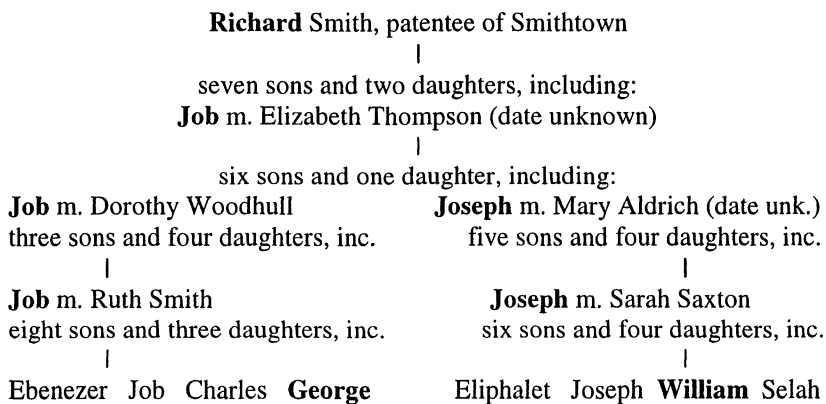 Richard Smith, patentee of Smithtown
seven sons and two daughters, including:
Job m. Elizabeth Thompson (date unknown)
six sons and one daughter, including:
Job m. Dorothy Woodhull Joseph m. Mary Aldrich (date unk.)
three sons and four daughters, inc. five sons and four daughters, inc.
Job m. Ruth Smith Joseph m. Sarah Saxton
eight sons and three daughters, inc. six sons and four daughters, inc.
Ebenezer Job Charles George Eliphalet Joseph William Selah